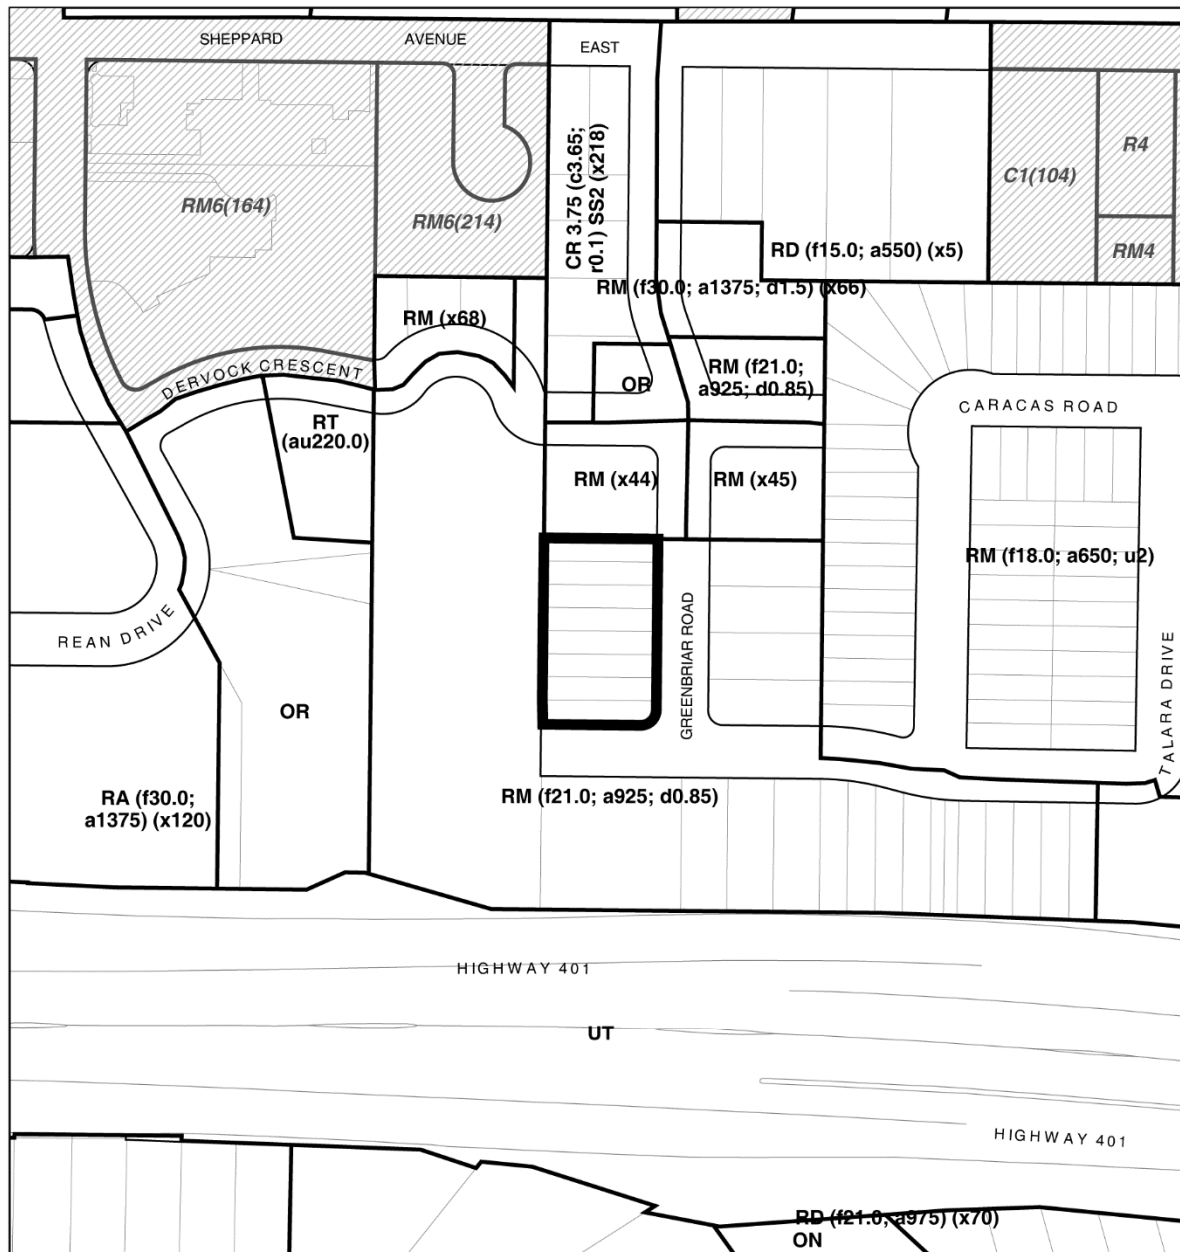 SHEPPARD AVENUE EAST
RM6(164)
RM6(214)
CR 3.75 (c3.65;
r0.1) SS2 (x218)
C1(104)
R4
RM4
RD (f15.0; a550) (x5)
RM (f30.0; a1375; d1.5) (x66)
RM (x68)
DERVOCK CRESCENT
OR
RM (f21.0;
a925; d0.85)
CARACAS ROAD
RT
(au220.0)
RM (x44)
RM (x45)
RM (f18.0; a650; u2)
REAN DRIVE
GREENBRIAR ROAD
TALARA DRIVE
OR
RA (f30.0;
a1375) (x120)
RM (f21.0; a925; d0.85)
HIGHWAY 401
UT
HIGHWAY 401
RD (f21.0; a975) (x70)
ON